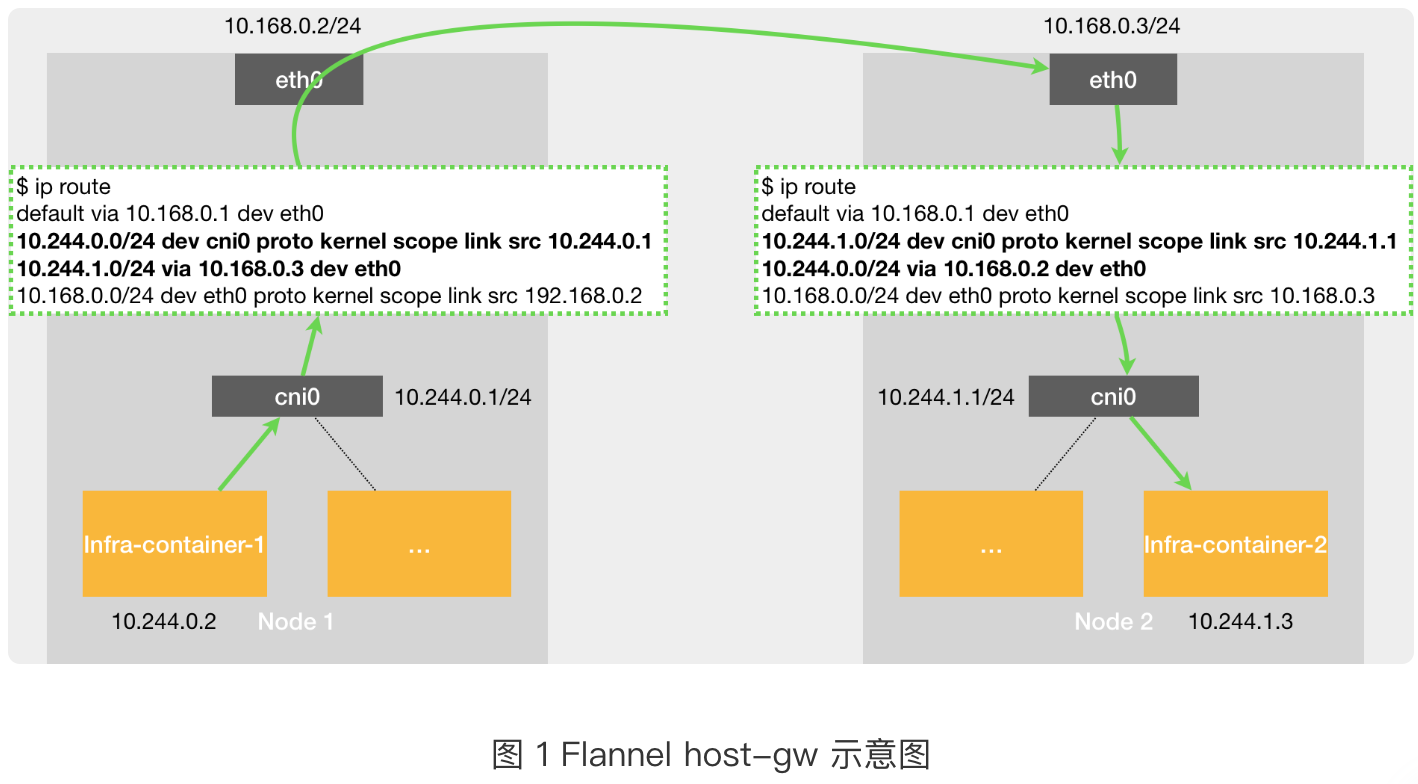 10.168.0.2/24
10.168.0.3/24
eth0
eth0
$ ip route
default via 10.168.0.1 dev eth0
10.244.0.0/24 dev cni0 proto kernel scope link src 10.244.0.1
10.244.1.0/24 via 10.168.0.3 dev eth0
10.168.0.0/24 dev eth0 proto kernel scope link src 192.168.0.2
$ ip route
default via 10.168.0.1 dev eth0
10.244.1.0/24 dev cni0 proto kernel scope link src 10.244.1.1
10.244.0.0/24 via 10.168.0.2 dev eth0
10.168.0.0/24 dev eth0 proto kernel scope link src 10.168.0.3
cni0
10.244.0.1/24
10.244.1.1/24
cni0
Infra-container-1
...
...
Infra-container-2
10.244.0.2
Node 1
Node 2
10.244.1.3
图 1 Flannel host-gw 示意图